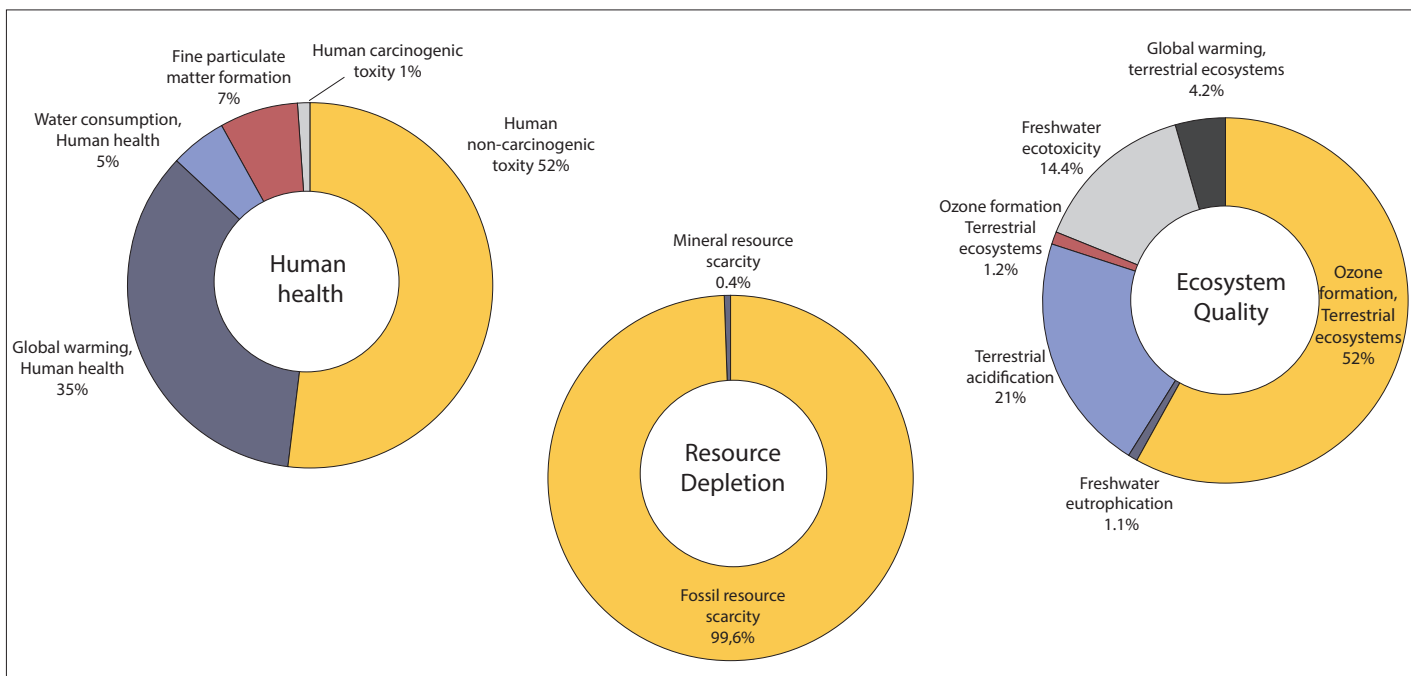 Human carcinogenic
toxity 1%
Fine particulate
matter formation
7%
Water consumption,
Human health
5%
Human
non-carcinogenic
toxity 52%
Human
health
Global warming,
Human health
35%
Mineral resource
scarcity
0.4%
Resource
Depletion
Fossil resource
scarcity
99,6%
Global warming,
terrestrial ecosystems
4.2%
Freshwater
ecotoxicity
14.4%
Ozone formation
Terrestrial
ecosystems
1.2%
Ecosystem
Quality
Ozone
formation,
Terrestrial
ecosystems
52%
Terrestrial
acidification
21%
Freshwater
eutrophication
1.1%